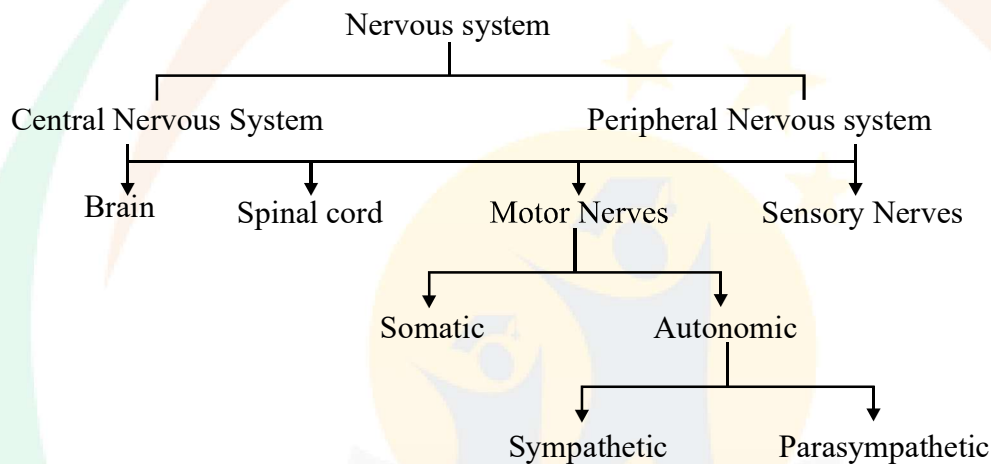 Nervous system
Central Nervous System
Peripheral Nervous system
Brain
Spinal cord
Motor Nerves
Sensory Nerves
Somatic
Autonomic
Sympathetic
Parasympathetic